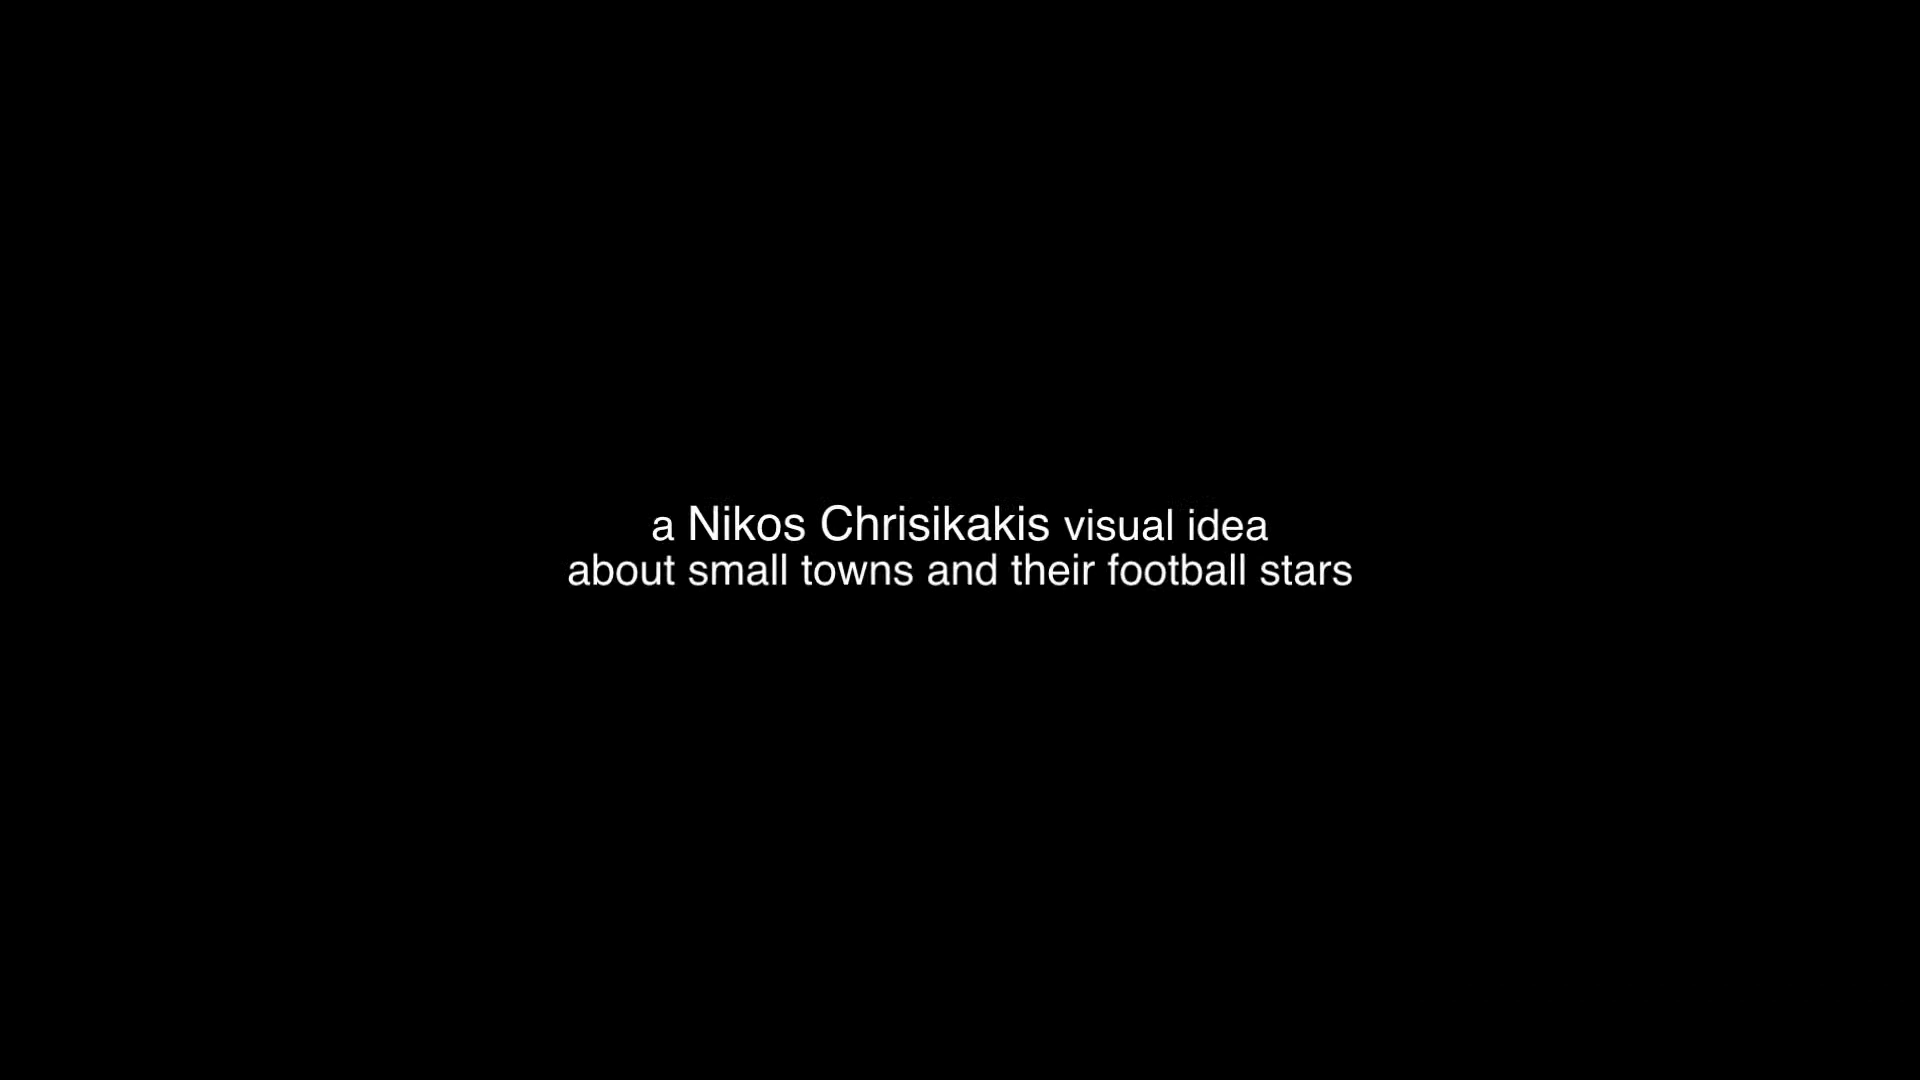 a Nikos Chrisikakis visual idea
about small towns and their football stars